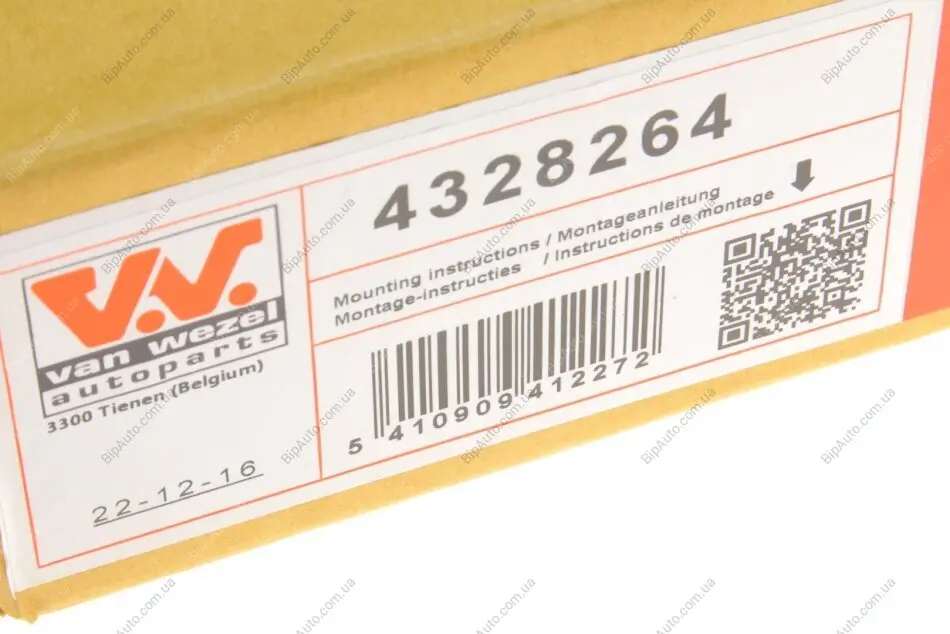 V.V.
van wezel
autoparts
3300 Tienen (Belgium)
22-12-16
4328264
Mounting instructions / Montageanleitung
Montage-instructies / Instructions de montage
5 410909 412272
BipAuto.com.ua